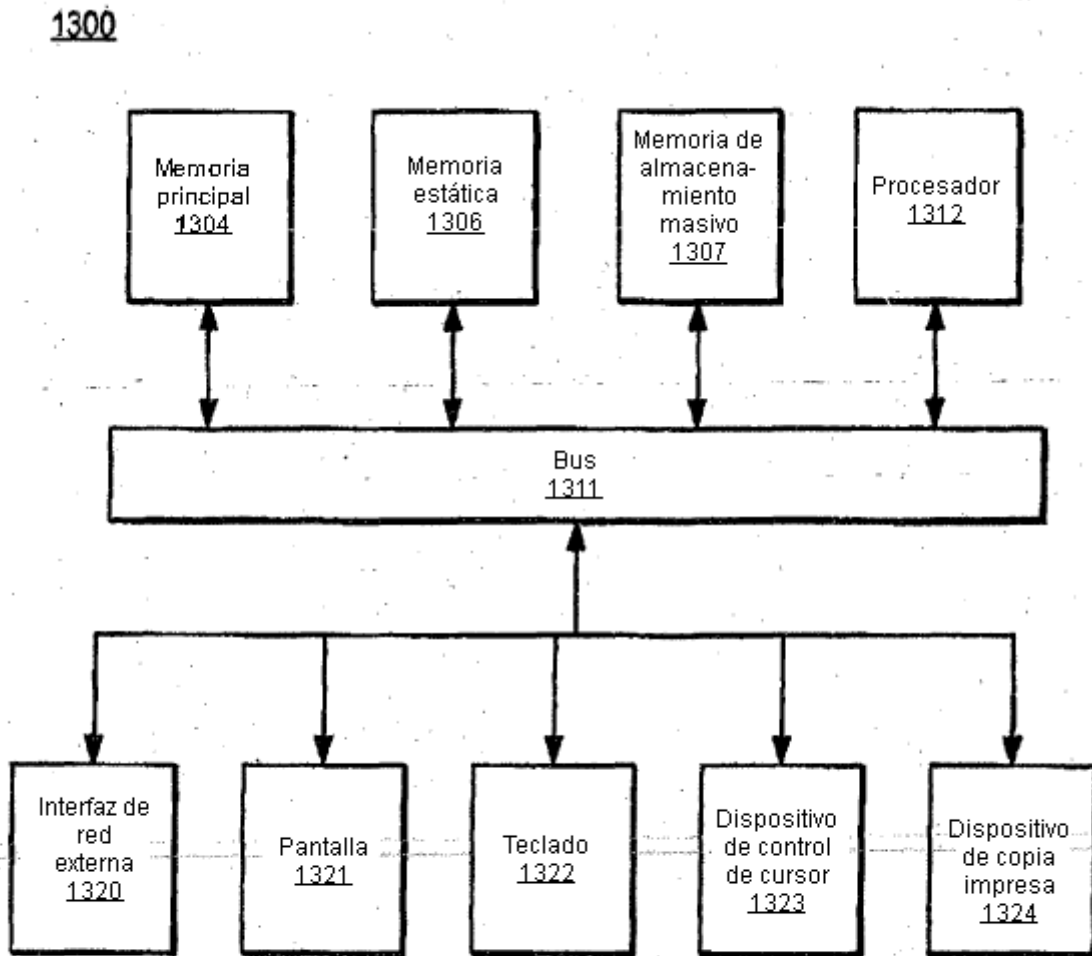 1300
Memoria
principal
1304
Memoria
estática
1306
Memoria de
almacena-
miento
masivo
1307
Procesador
1312
Bus
1311
Interfaz de
red
externa
1320
Pantalla
1321
Teclado
1322
Dispositivo
de control
de cursor
1323
Dispositivo
de copia
impresa
1324